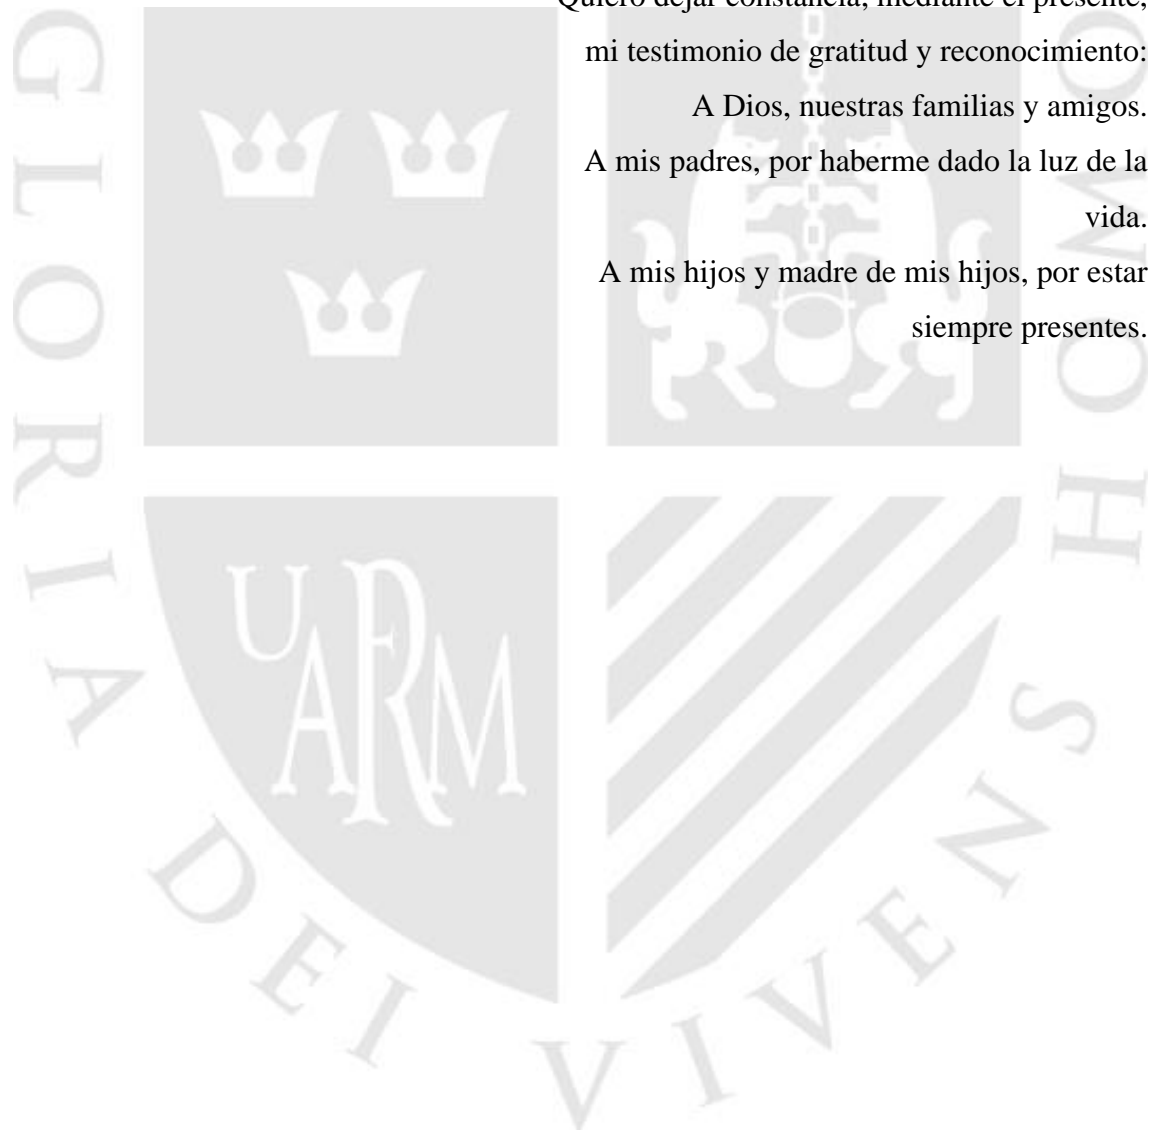 Quiero dejar constancia, mediante el presente,
mi testimonio de gratitud y reconocimiento:
A Dios, nuestras familias y amigos.
A mis padres, por haberme dado la luz de la
vida.
A mis hijos y madre de mis hijos, por estar
siempre presentes.
GLORIA DEI VIVENS HOMO
UARM